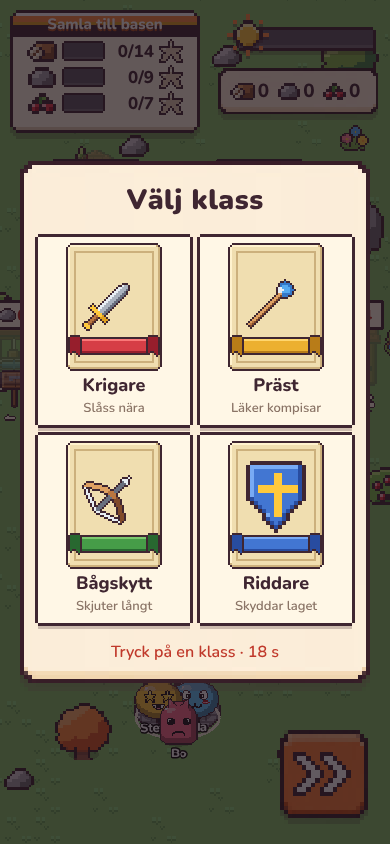 Samla till basen
0/14
0/9
0/7
0 0 0
Välj klass
Krigare
Slåss nära
Präst
Läker kompisar
Bågskytt
Skjuter långt
Riddare
Skyddar laget
Tryck på en klass · 18 s
Bo